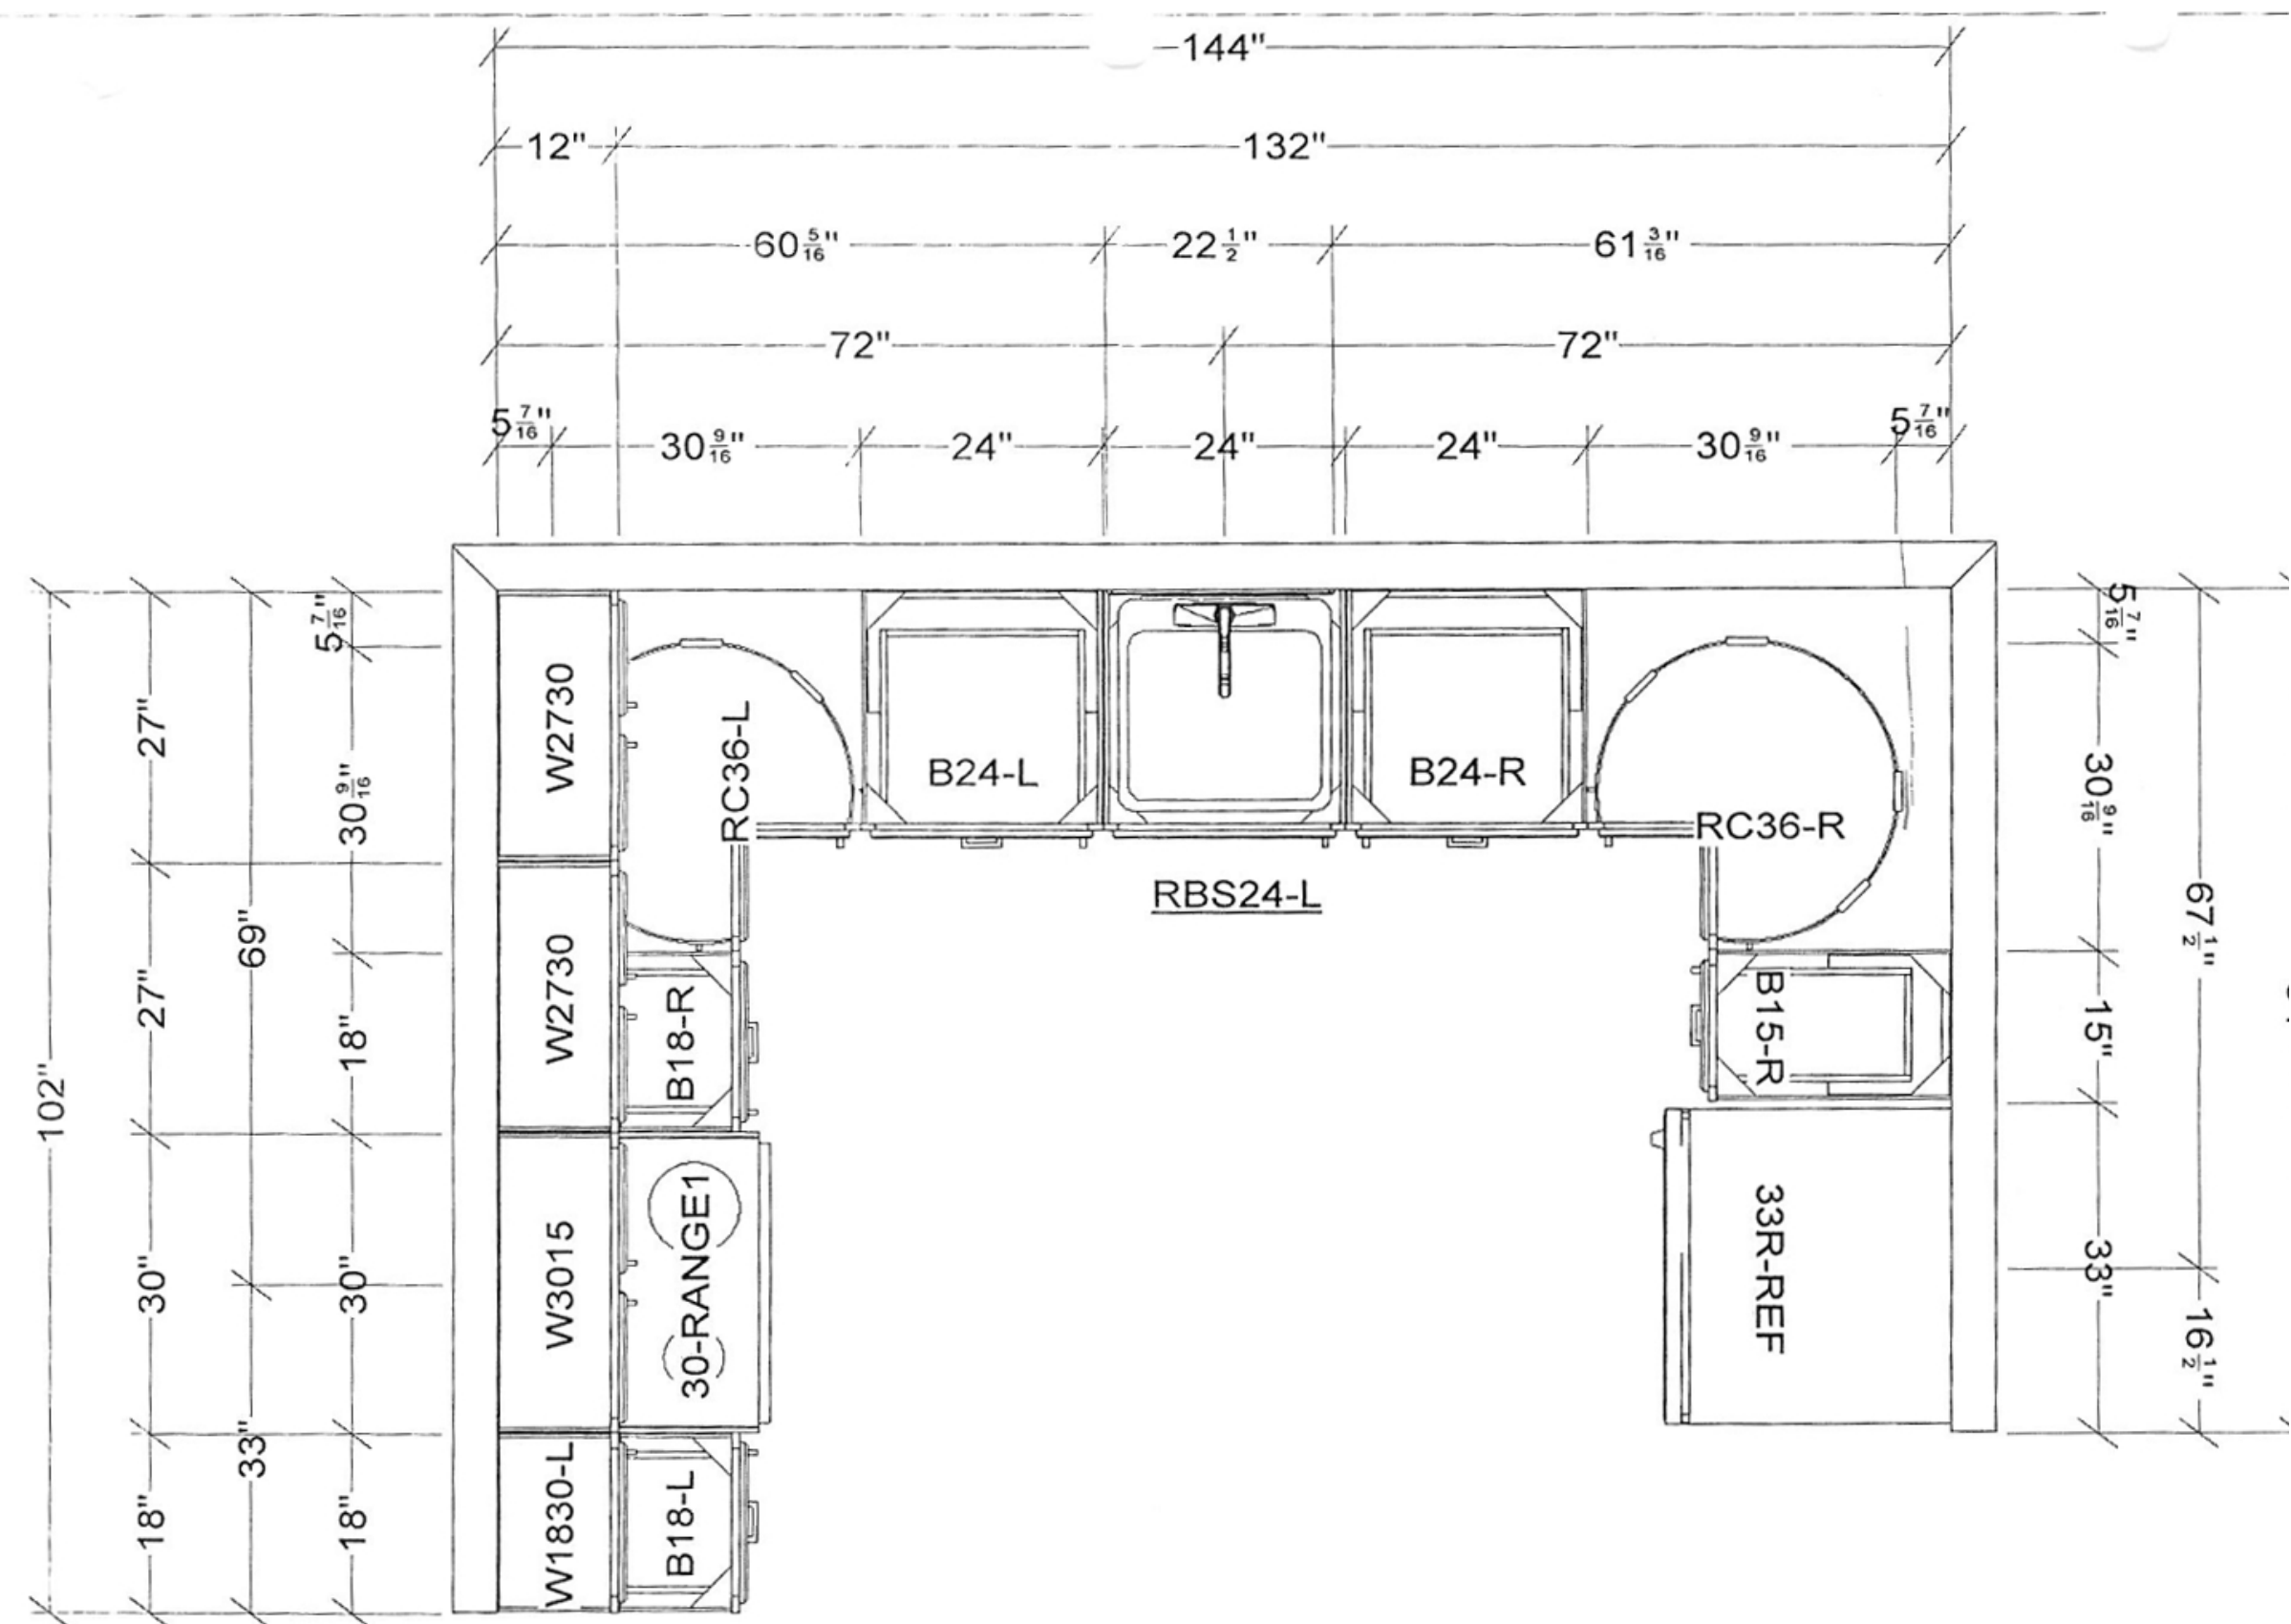 144"
12" 132"
60 5/16" 22 1/2" 61 3/16"
72" 72"
5 7/16" 30 9/16" 24" 24" 24" 30 9/16" 5 7/16"
102"
27" 27" 30" 18"
69" 33"
5 7/16" 30 9/16" 18" 30" 18"
W2730
W2730
W3015
W1830-L
RC36-L
B18-R
30-RANGE1
B18-L
B24-L
RBS24-L
B24-R
RC36-R
B15-R
33R-REF
5 7/16" 30 9/16" 15" 33"
67 1/2" 16 1/2"